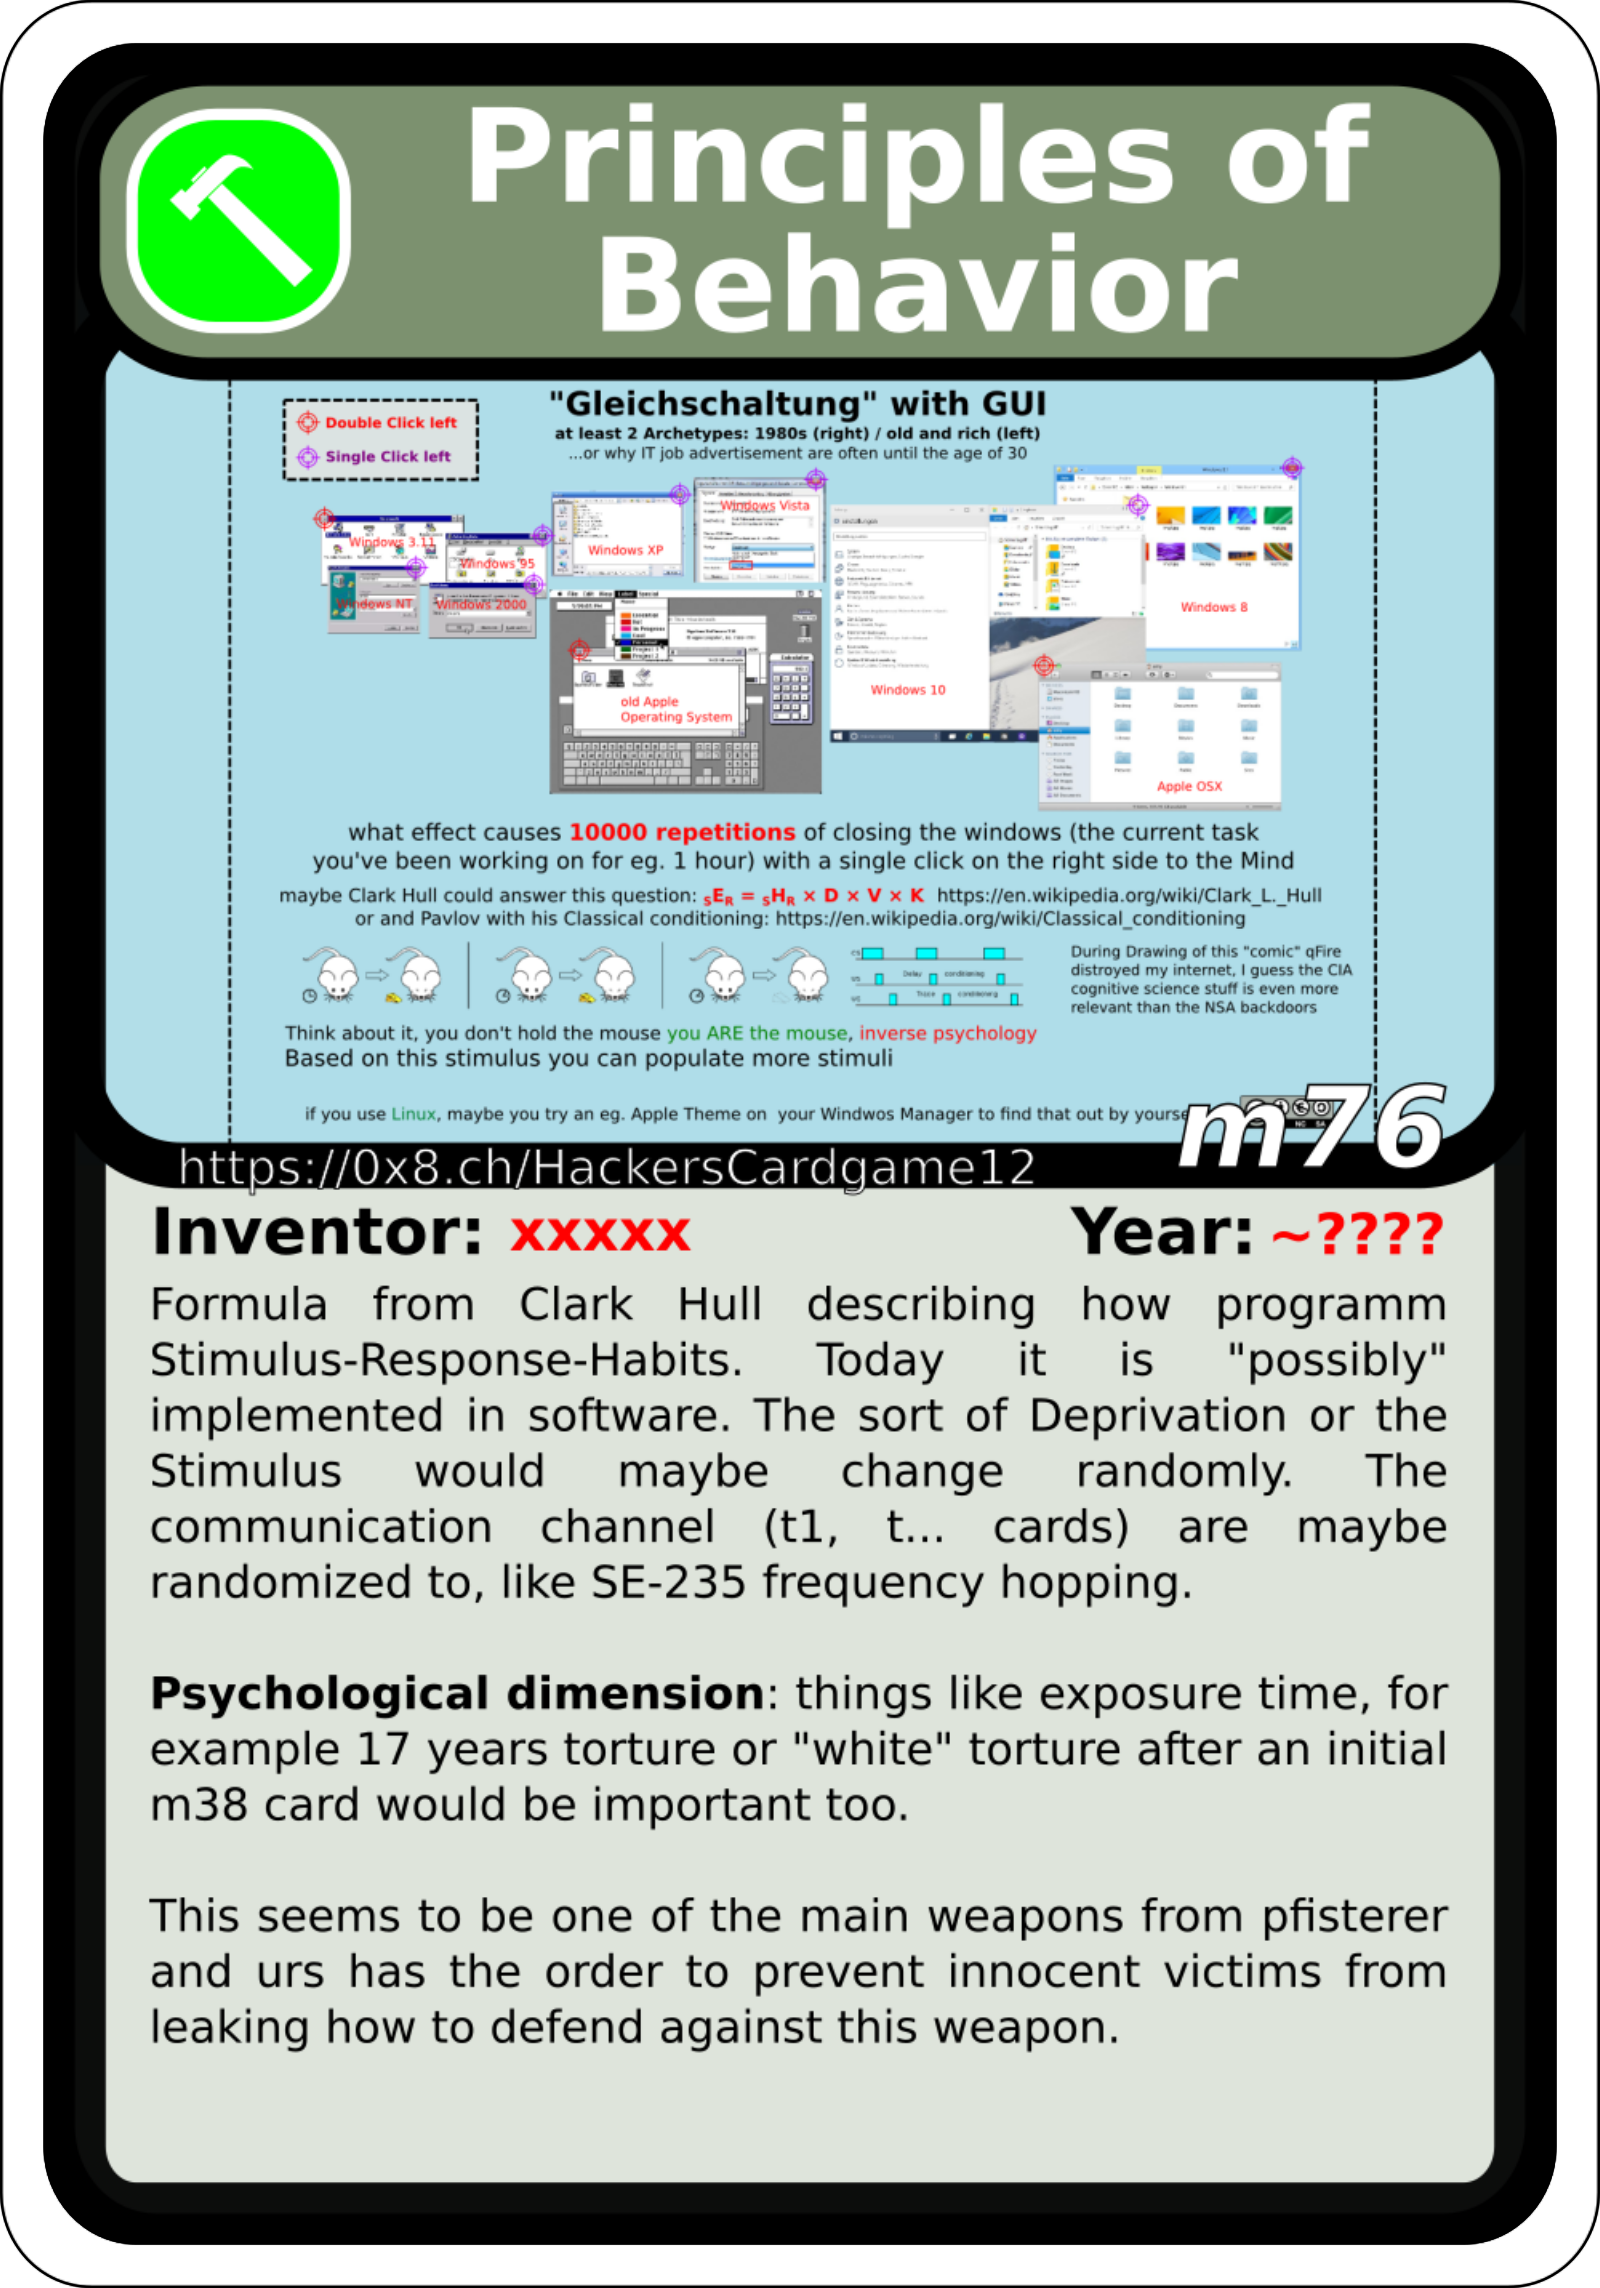 Principles of
Behavior
"Gleichschaltung" with GUI
at least 2 Archetypes: 1980s (right) / old and rich (left)
...or why IT job advertisement are often until the age of 30
Double Click left
Single Click left
Windows 3.11
Windows 95
Windows NT
Windows 2000
Windows XP
Windows Vista
Windows 8
Windows 10
old Apple
Operating System
Apple OSX
what effect causes 10000 repetitions of closing the windows (the current task
you've been working on for eg. 1 hour) with a single click on the right side to the Mind
maybe Clark Hull could answer this question: sER = sHR × D × V × K https://en.wikipedia.org/wiki/Clark_L._Hull
or and Pavlov with his Classical conditioning: https://en.wikipedia.org/wiki/Classical_conditioning
Delay conditioning
Trace conditioning
During Drawing of this "comic" qFire
distroyed my internet, I guess the CIA
cognitive science stuff is even more
relevant than the NSA backdoors
Think about it, you don't hold the mouse you ARE the mouse, inverse psychology
Based on this stimulus you can populate more stimuli
if you use Linux, maybe you try an eg. Apple Theme on your Windwos Manager to find that out by yourse
m76
https://0x8.ch/HackersCardgame12
Inventor: xxxxx Year: ~????
Formula from Clark Hull describing how programm
Stimulus-Response-Habits. Today it is "possibly"
implemented in software. The sort of Deprivation or the
Stimulus would maybe change randomly. The
communication channel (t1, t... cards) are maybe
randomized to, like SE-235 frequency hopping.
Psychological dimension: things like exposure time, for
example 17 years torture or "white" torture after an initial
m38 card would be important too.
This seems to be one of the main weapons from pfisterer
and urs has the order to prevent innocent victims from
leaking how to defend against this weapon.